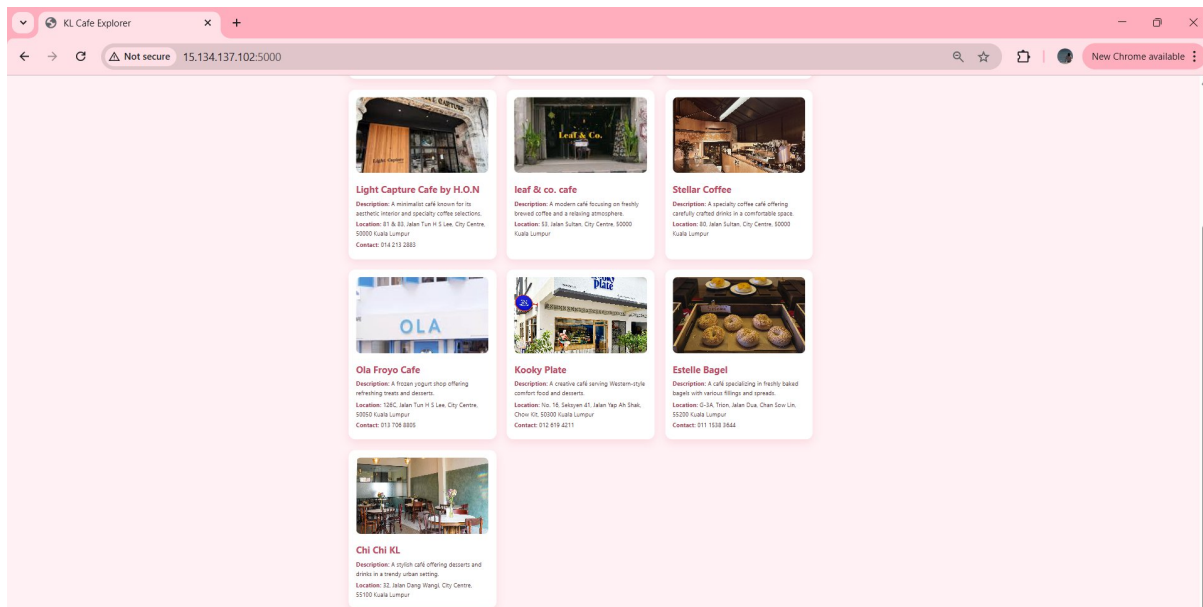 KL Cafe Explorer
Not secure
15.134.137.102:5000
New Chrome available
Light Capture
Leaf & Co.
Light Capture Cafe by H.O.N
Description: A minimalist café known for its
aesthetic interior and specialty coffee selections.
Location: 81 & 83, Jalan Tun H S Lee, City Centre,
50000 Kuala Lumpur
Contact: 014 213 2883
leaf & co. cafe
Description: A modern café focusing on freshly
brewed coffee and a relaxing atmosphere.
Location: 53, Jalan Sultan, City Centre, 50000
Kuala Lumpur
Stellar Coffee
Description: A specialty coffee café offering
carefully crafted drinks in a comfortable space.
Location: 80, Jalan Sultan, City Centre, 50000
Kuala Lumpur
OLA
Kooky
Plate
Ola Froyo Cafe
Description: A frozen yogurt shop offering
refreshing treats and desserts.
Location: 126C, Jalan Tun H S Lee, City Centre,
50050 Kuala Lumpur
Contact: 013 706 8805
Kooky Plate
Description: A creative café serving Western-style
comfort food and desserts.
Location: No. 16, Seksyen 41, Jalan Yap Ah Shak,
Chow Kit, 50300 Kuala Lumpur
Contact: 012 619 4211
Estelle Bagel
Description: A café specializing in freshly baked
bagels with various fillings and spreads.
Location: G-3A, Trion, Jalan Dua, Chan Sow Lin,
55200 Kuala Lumpur
Contact: 011 1538 3644
Chi Chi KL
Description: A stylish café offering desserts and
drinks in a trendy urban setting.
Location: 32, Jalan Dang Wangi, City Centre,
55100 Kuala Lumpur